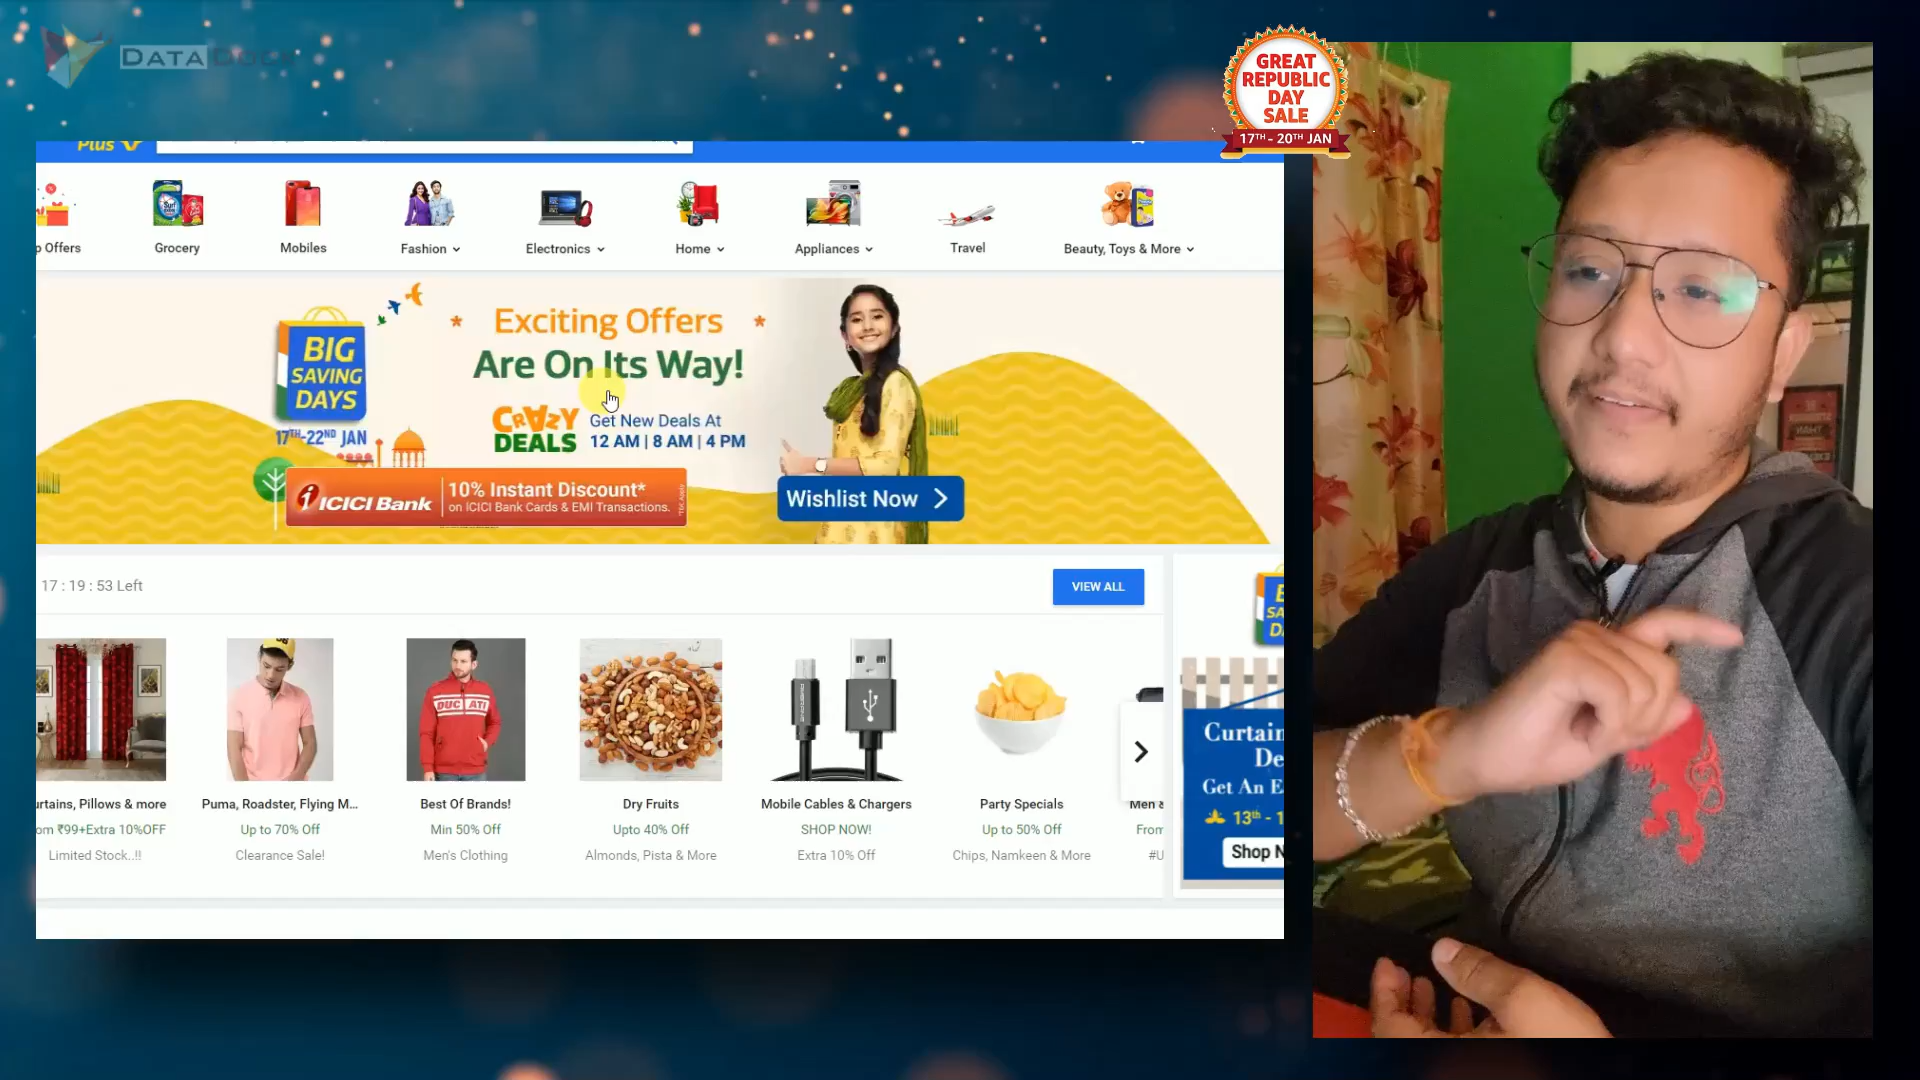 DATA
GREAT
REPUBLIC
DAY
SALE
17TH - 20TH JAN
Plus
p Offers
Grocery
Mobiles
Fashion
Electronics
Home
Appliances
Travel
Beauty, Toys & More
BIG
SAVING
DAYS
17TH-22ND JAN
Exciting Offers
Are On Its Way!
CRAZY
DEALS
Get New Deals At
12 AM | 8 AM | 4 PM
ICICI Bank
10% Instant Discount*
on ICICI Bank Cards & EMI Transactions.
Wishlist Now
17 : 19 : 53 Left
VIEW ALL
DUCATI
urtains, Pillows & more
om ₹99+Extra 10%OFF
Limited Stock..!!
Puma, Roadster, Flying M...
Up to 70% Off
Clearance Sale!
Best Of Brands!
Min 50% Off
Men's Clothing
Dry Fruits
Upto 40% Off
Almonds, Pista & More
Mobile Cables & Chargers
SHOP NOW!
Extra 10% Off
Party Specials
Up to 50% Off
Chips, Namkeen & More
Men &
From
#U
Curtain
De
Get An E
13th - 1
Shop N